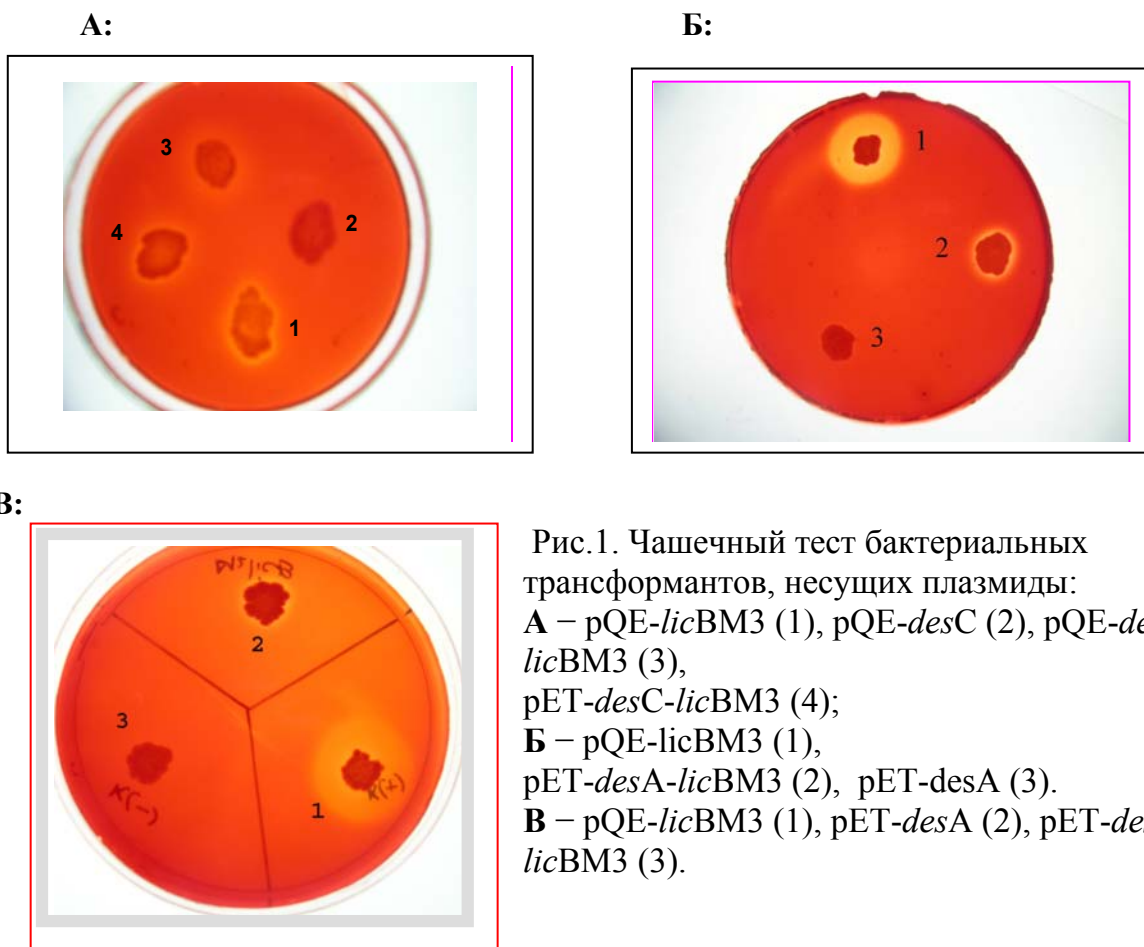 А:
Б:
3
2
4
1
1
2
3
В:
2
3
К(-)
1
К(+)
Рис.1. Чашечный тест бактериальных
трансформантов, несущих плазмиды:
А − pQE-licBM3 (1), pQE-desC (2), pQE-de
licBM3 (3),
pET-desC-licBM3 (4);
Б − pQE-licBM3 (1),
pET-desA-licBM3 (2), pET-desA (3).
В − pQE-licBM3 (1), pET-desA (2), pET-de
licBM3 (3).